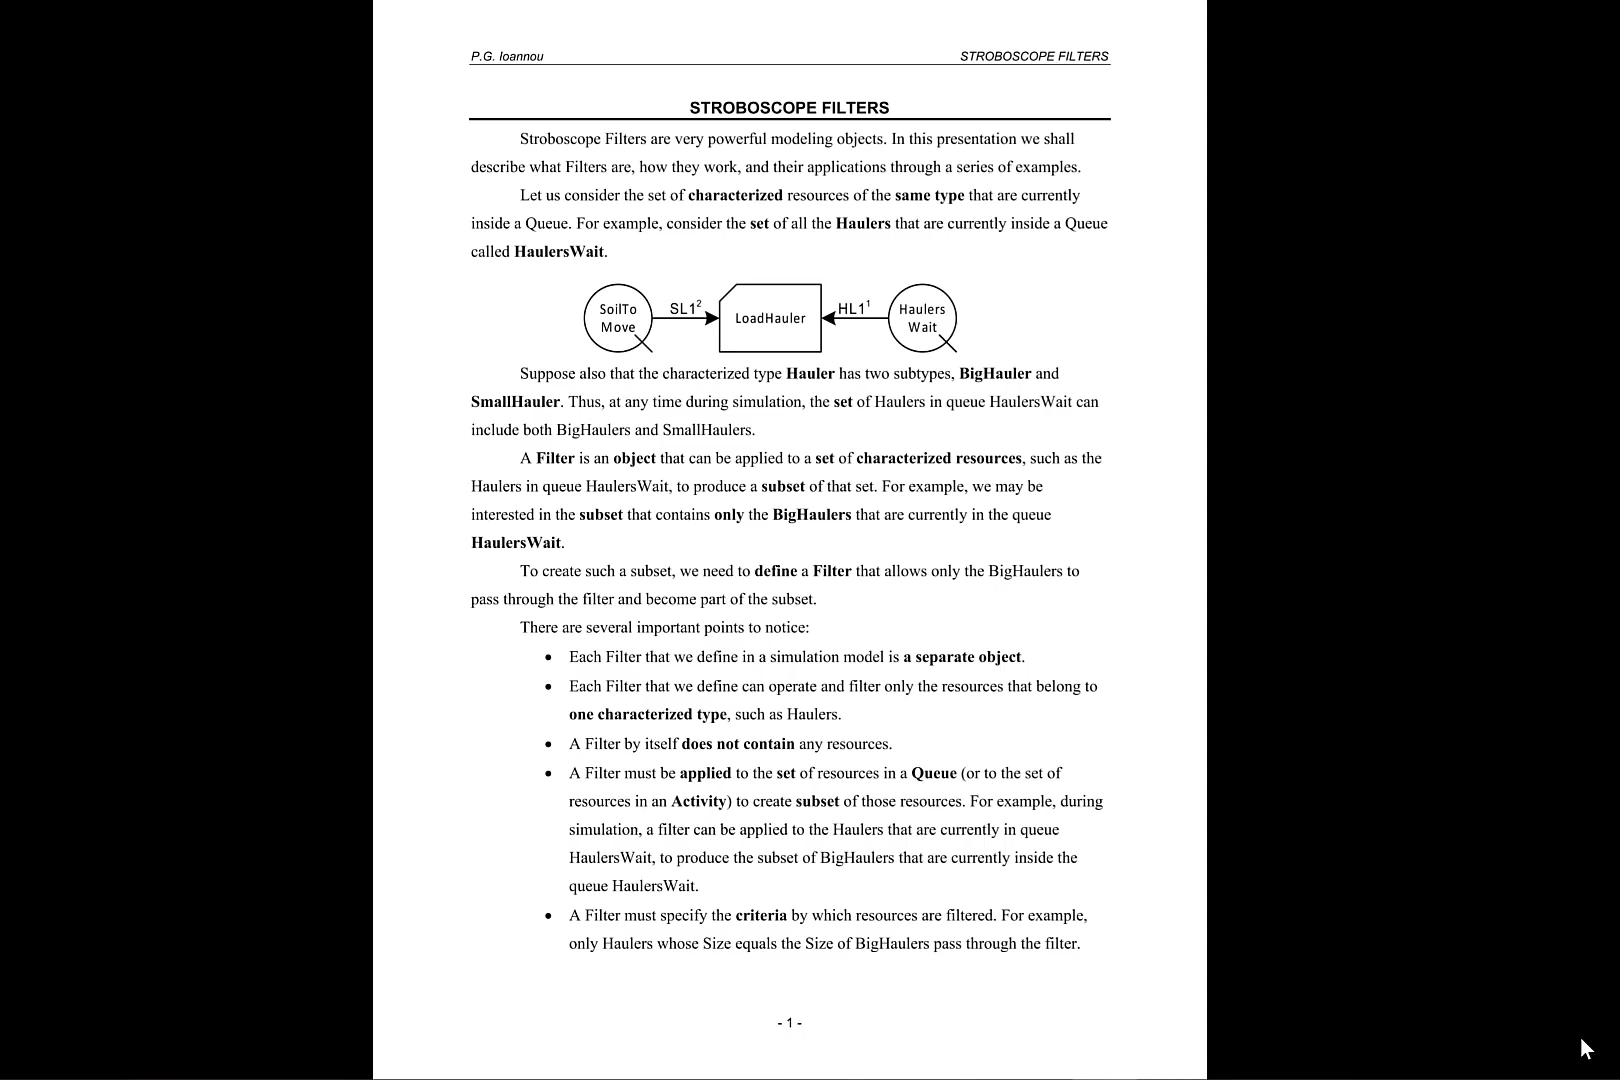 P.G. Ioannou STROBOSCOPE FILTERS
STROBOSCOPE FILTERS
Stroboscope Filters are very powerful modeling objects. In this presentation we shall
describe what Filters are, how they work, and their applications through a series of examples.
Let us consider the set of characterized resources of the same type that are currently
inside a Queue. For example, consider the set of all the Haulers that are currently inside a Queue
called HaulersWait.
SoilTo
Move
SL1²
LoadHauler
HL1¹
Haulers
Wait
Suppose also that the characterized type Hauler has two subtypes, BigHauler and
SmallHauler. Thus, at any time during simulation, the set of Haulers in queue HaulersWait can
include both BigHaulers and SmallHaulers.
A Filter is an object that can be applied to a set of characterized resources, such as the
Haulers in queue HaulersWait, to produce a subset of that set. For example, we may be
interested in the subset that contains only the BigHaulers that are currently in the queue
HaulersWait.
To create such a subset, we need to define a Filter that allows only the BigHaulers to
pass through the filter and become part of the subset.
There are several important points to notice:
• Each Filter that we define in a simulation model is a separate object.
• Each Filter that we define can operate and filter only the resources that belong to
one characterized type, such as Haulers.
• A Filter by itself does not contain any resources.
• A Filter must be applied to the set of resources in a Queue (or to the set of
resources in an Activity) to create subset of those resources. For example, during
simulation, a filter can be applied to the Haulers that are currently in queue
HaulersWait, to produce the subset of BigHaulers that are currently inside the
queue HaulersWait.
• A Filter must specify the criteria by which resources are filtered. For example,
only Haulers whose Size equals the Size of BigHaulers pass through the filter.
- 1 -